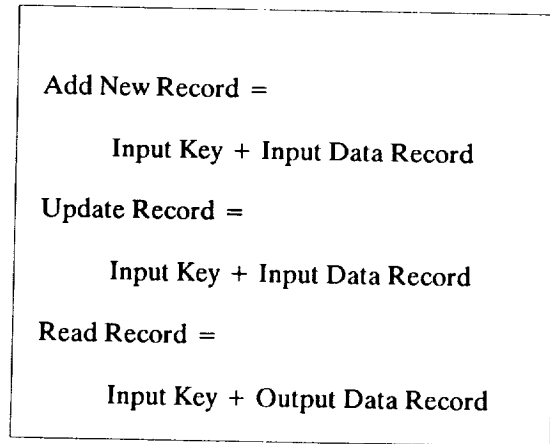 Add New Record =
Input Key + Input Data Record
Update Record =
Input Key + Input Data Record
Read Record =
Input Key + Output Data Record